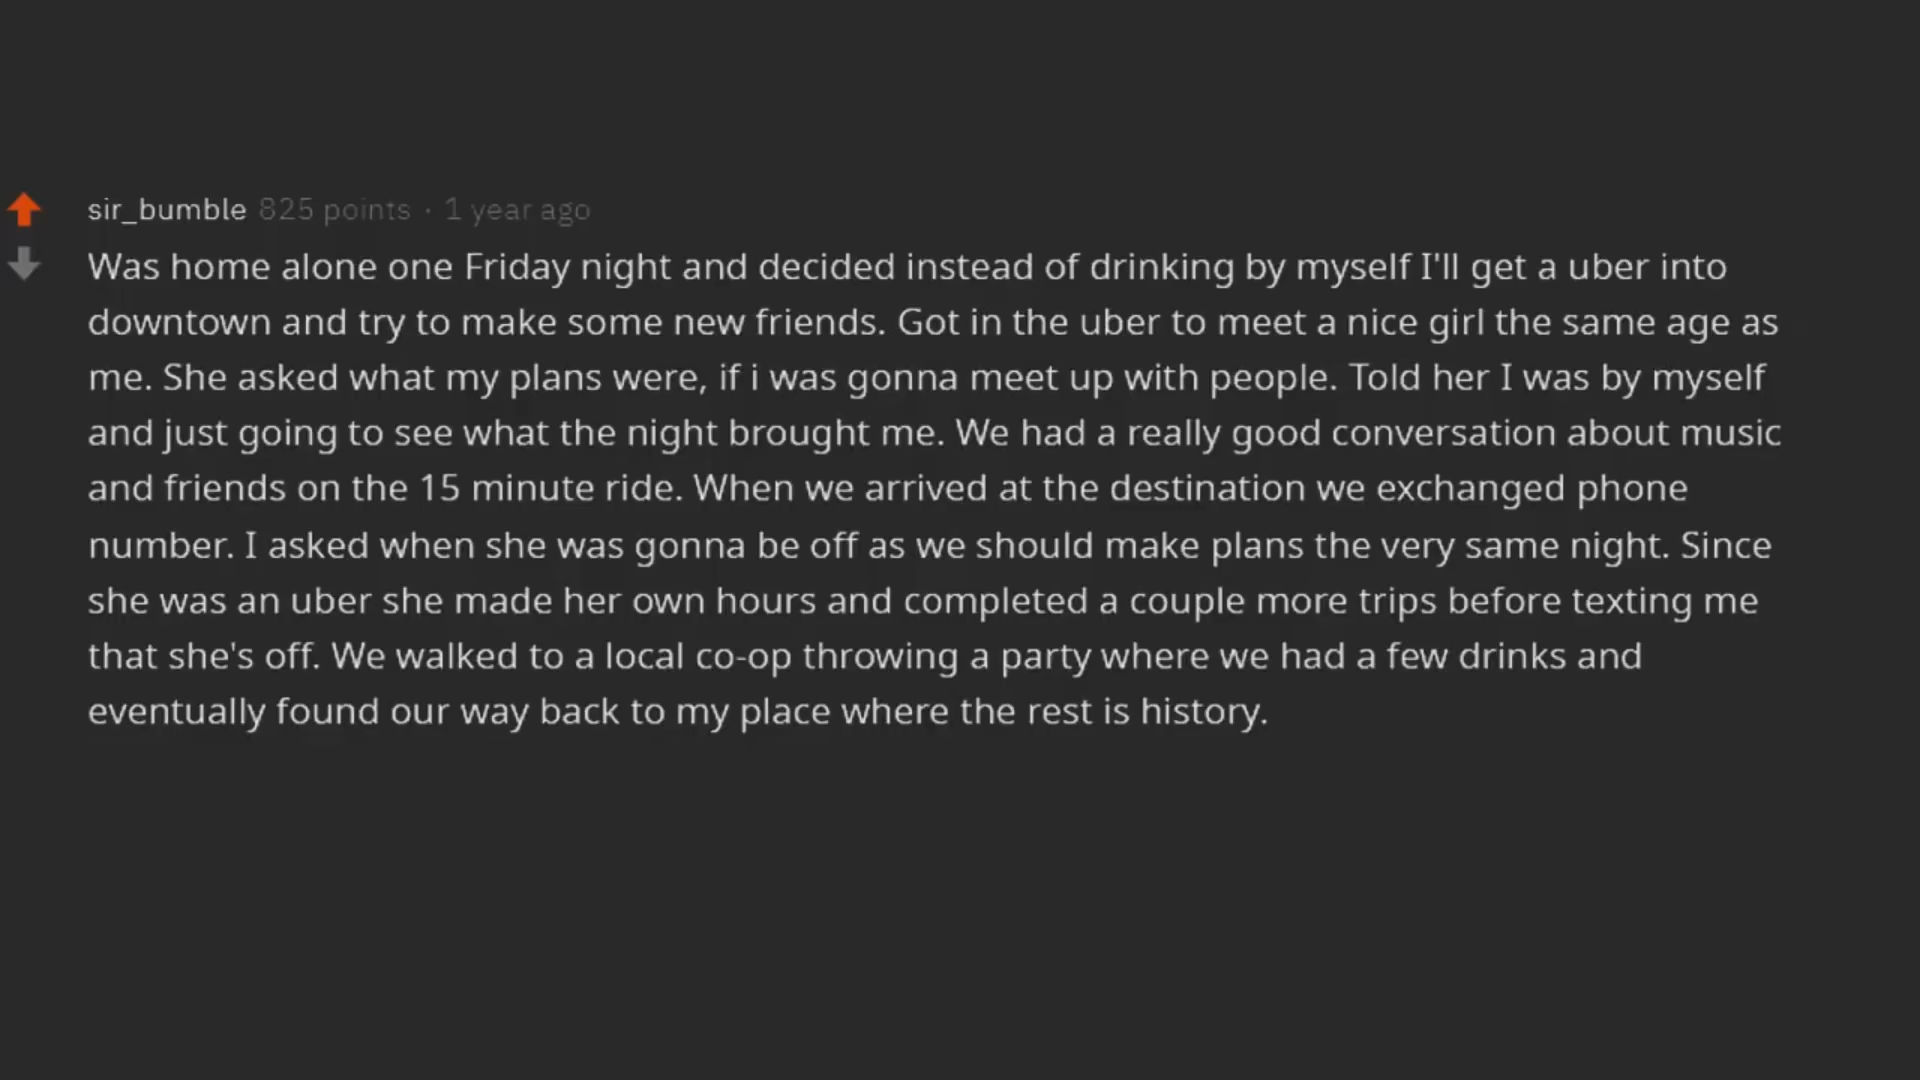 sir_bumble 825 points · 1 year ago
Was home alone one Friday night and decided instead of drinking by myself I'll get a uber into
downtown and try to make some new friends. Got in the uber to meet a nice girl the same age as
me. She asked what my plans were, if i was gonna meet up with people. Told her I was by myself
and just going to see what the night brought me. We had a really good conversation about music
and friends on the 15 minute ride. When we arrived at the destination we exchanged phone
number. I asked when she was gonna be off as we should make plans the very same night. Since
she was an uber she made her own hours and completed a couple more trips before texting me
that she's off. We walked to a local co-op throwing a party where we had a few drinks and
eventually found our way back to my place where the rest is history.